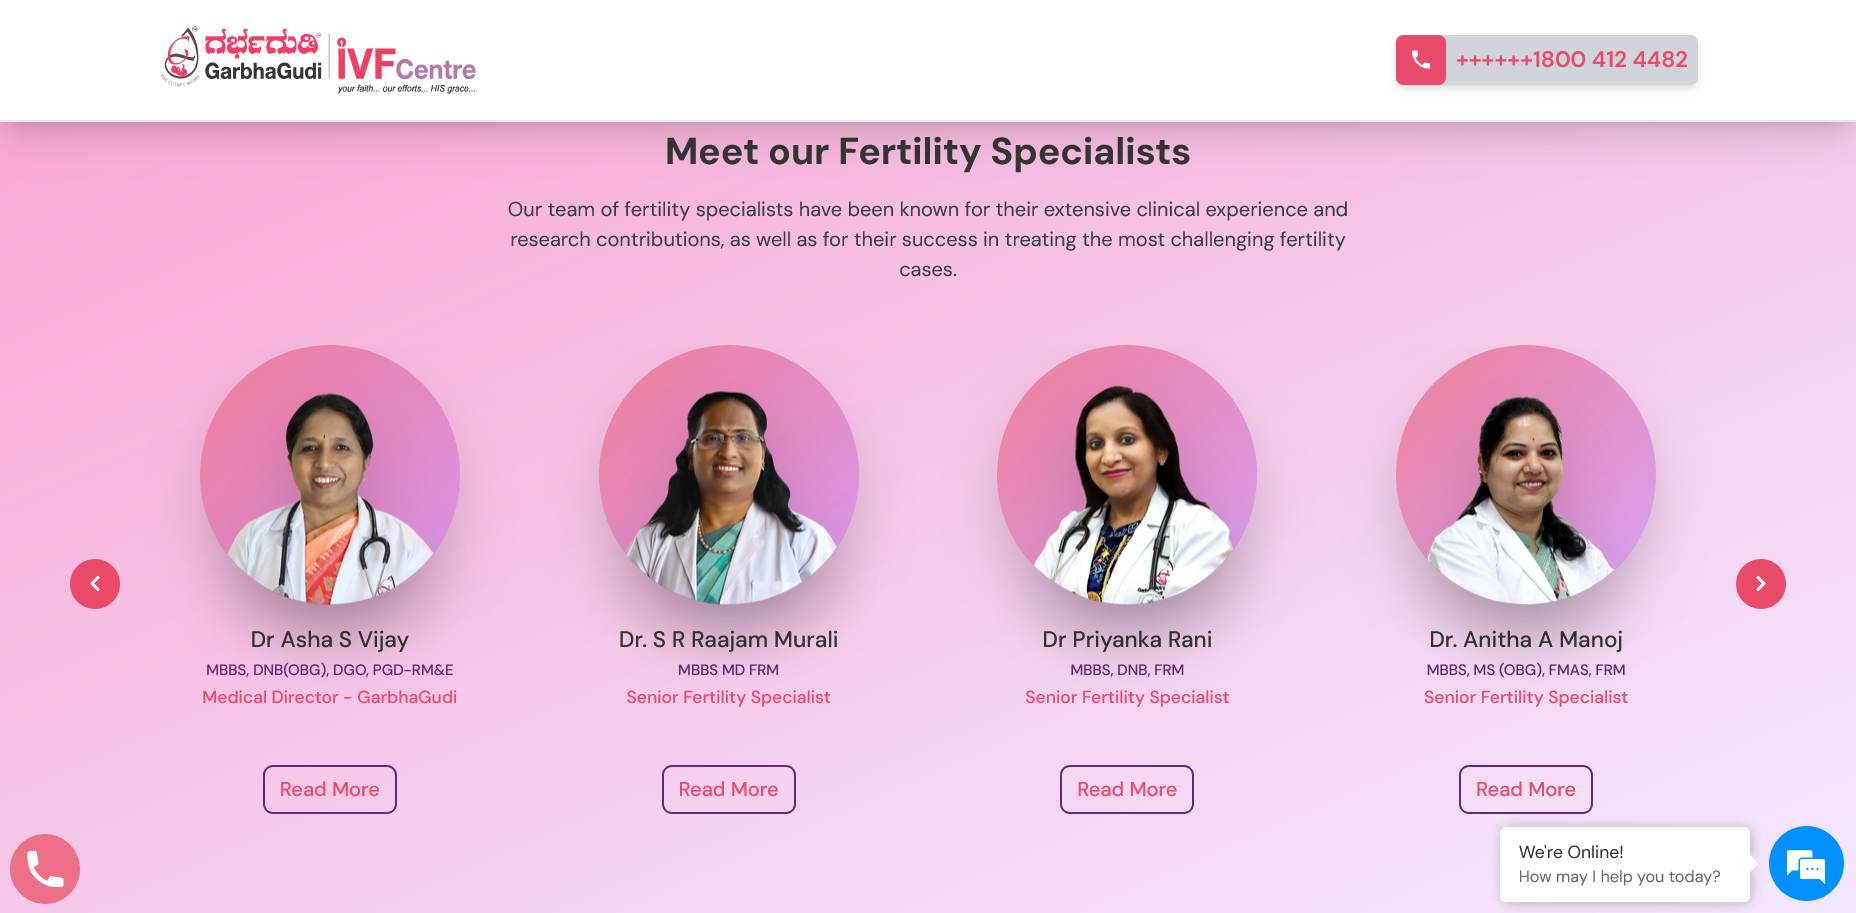 ಗರ್ಭಗುಡಿ
GarbhaGudi
iVF Centre
your faith... our efforts... HIS grace...
++++++1800 412 4482
Meet our Fertility Specialists
Our team of fertility specialists have been known for their extensive clinical experience and
research contributions, as well as for their success in treating the most challenging fertility
cases.
Dr Asha S Vijay
MBBS, DNB(OBG), DGO, PGD-RM&E
Medical Director - GarbhaGudi
Read More
Dr. S R Raajam Murali
MBBS MD FRM
Senior Fertility Specialist
Read More
Dr Priyanka Rani
MBBS, DNB, FRM
Senior Fertility Specialist
Read More
Dr. Anitha A Manoj
MBBS, MS (OBG), FMAS, FRM
Senior Fertility Specialist
Read More
We're Online!
How may I help you today?